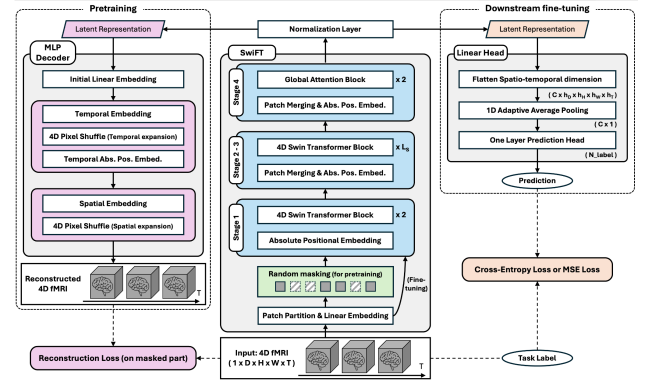 Pretraining
Downstream fine-tuning
Latent Representation
Normalization Layer
Latent Representation
MLP
Decoder
Initial Linear Embedding
Temporal Embedding
4D Pixel Shuffle (Temporal expansion)
Temporal Abs. Pos. Embed.
Spatial Embedding
4D Pixel Shuffle (Spatial expansion)
Reconstructed
4D fMRI
T
Reconstruction Loss (on masked part)
SwiFT
Stage 4
Global Attention Block
x 2
Patch Merging & Abs. Pos. Embed.
Stage 2 - 3
4D Swin Transformer Block
x Ls
Patch Merging & Abs. Pos. Embed.
Stage 1
4D Swin Transformer Block
x 2
Absolute Positional Embedding
Random masking (for pretraining)
(Fine-
tuning)
Patch Partition & Linear Embedding
Input: 4D fMRI
( 1 x D x H x W x T )
T
Linear Head
Flatten Spatio-temoporal dimension
( C x hD x hH x hW x hT )
1D Adaptive Average Pooling
( C x 1 )
One Layer Prediction Head
( N_label )
Prediction
Cross-Entropy Loss or MSE Loss
Task Label